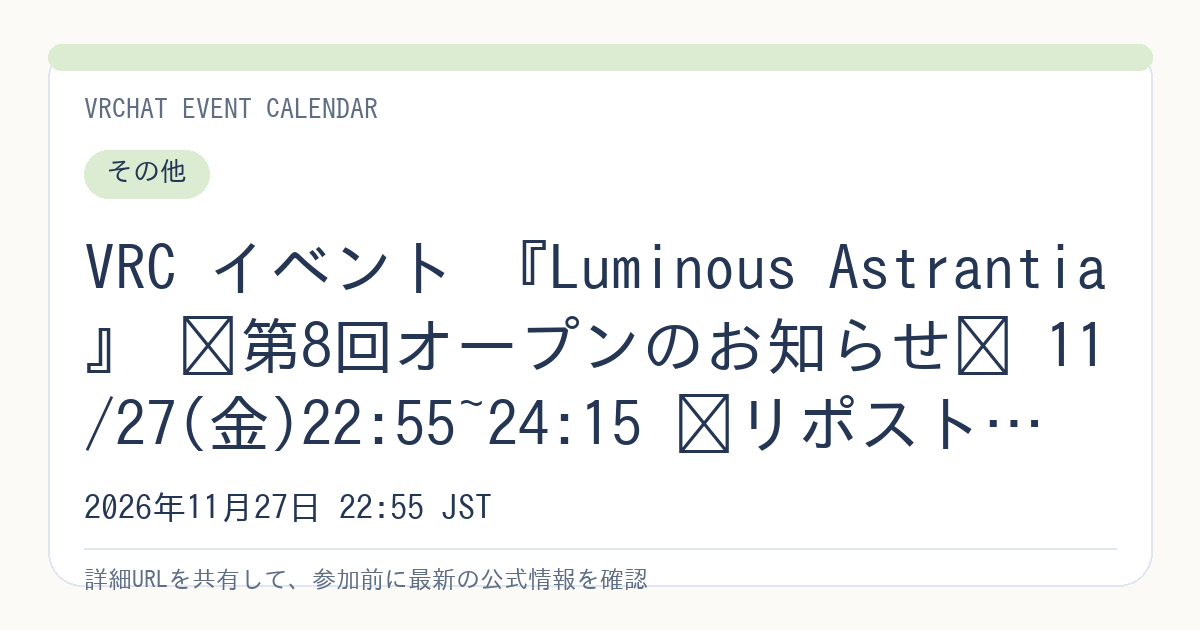 VRCHAT EVENT CALENDAR
その他
VRC イベント 『Luminous Astrantia
』 第8回オープンのお知らせ 11
/27(金)22:55~24:15 リポスト…
2026年11月27日 22:55 JST
詳細URLを共有して、参加前に最新の公式情報を確認